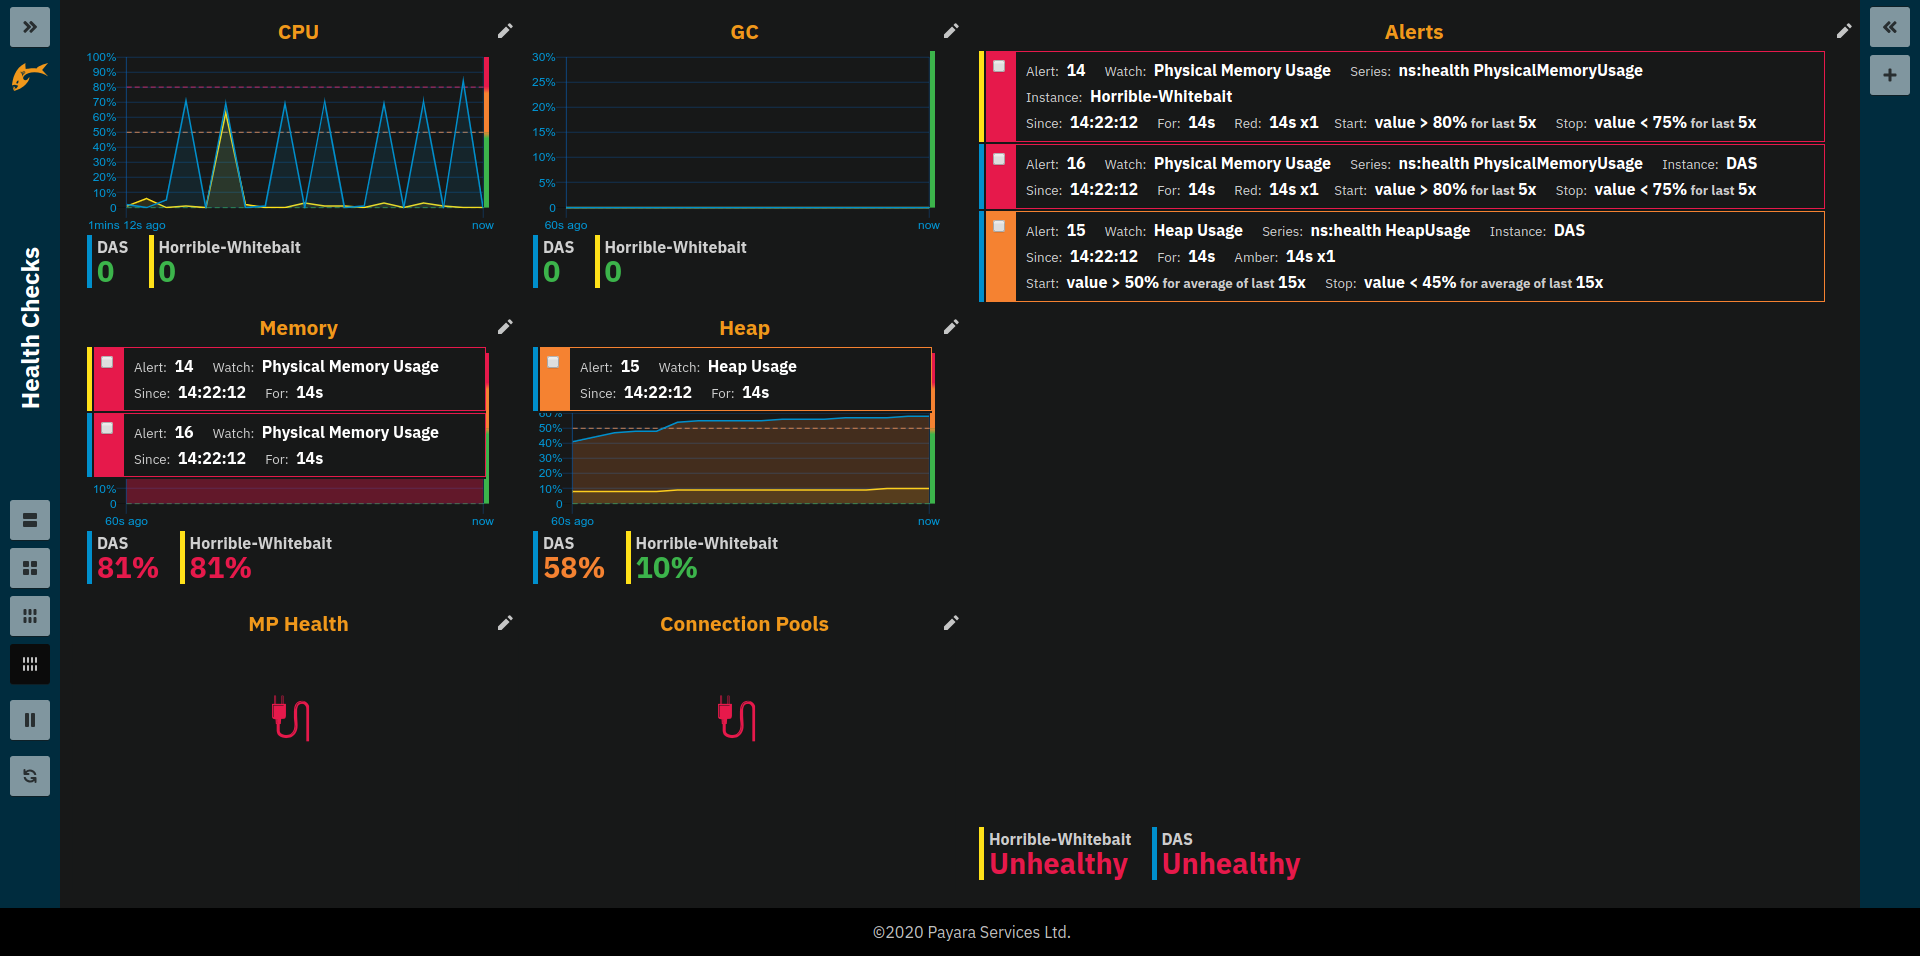 Health Checks
CPU
100%
90%
80%
70%
60%
50%
40%
30%
20%
10%
0
1mins 12s ago now
DAS Horrible-Whitebait
0 0
GC
30%
25%
20%
15%
10%
5%
0
60s ago now
DAS Horrible-Whitebait
0 0
Alerts
Alert: 14 Watch: Physical Memory Usage Series: ns:health PhysicalMemoryUsage
Instance: Horrible-Whitebait
Since: 14:22:12 For: 14s Red: 14s x1 Start: value > 80% for last 5x Stop: value < 75% for last 5x
Alert: 16 Watch: Physical Memory Usage Series: ns:health PhysicalMemoryUsage Instance: DAS
Since: 14:22:12 For: 14s Red: 14s x1 Start: value > 80% for last 5x Stop: value < 75% for last 5x
Alert: 15 Watch: Heap Usage Series: ns:health HeapUsage Instance: DAS
Since: 14:22:12 For: 14s Amber: 14s x1
Start: value > 50% for average of last 15x Stop: value < 45% for average of last 15x
Memory
Alert: 14 Watch: Physical Memory Usage
Since: 14:22:12 For: 14s
Alert: 16 Watch: Physical Memory Usage
Since: 14:22:12 For: 14s
10%
0
60s ago now
DAS Horrible-Whitebait
81% 81%
Heap
Alert: 15 Watch: Heap Usage
Since: 14:22:12 For: 14s
60%
50%
40%
30%
20%
10%
0
60s ago now
DAS Horrible-Whitebait
58% 10%
MP Health
Connection Pools
Horrible-Whitebait DAS
Unhealthy Unhealthy
©2020 Payara Services Ltd.